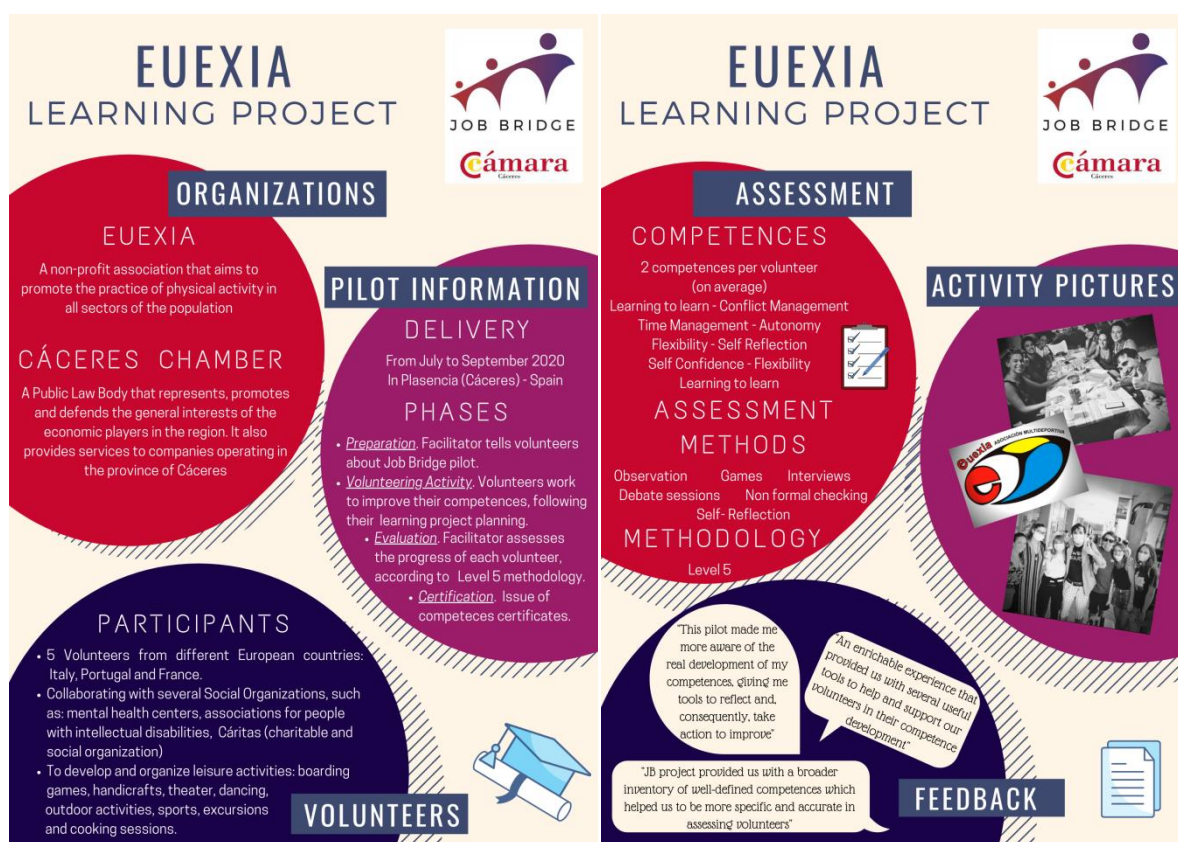 EUEXIA
LEARNING PROJECT
JOB BRIDGE
Cámara
Cáceres
ORGANIZATIONS
EUEXIA
A non-profit association that aims to
promote the practice of physical activity in
all sectors of the population
CÁCERES CHAMBER
A Public Law Body that represents, promotes
and defends the general interests of the
economic players in the region. It also
provides services to companies operating in
the province of Cáceres
PILOT INFORMATION
DELIVERY
From July to September 2020
In Plasencia (Cáceres) - Spain
PHASES
• Preparation. Facilitator tells volunteers
about Job Bridge pilot.
• Volunteering Activity. Volunteers work
to improve their competences, following
their learning project planning.
• Evaluation. Facilitator assesses
the progress of each volunteer,
according to Level 5 methodology.
• Certification. Issue of
competeces certificates.
PARTICIPANTS
• 5 Volunteers from different European countries:
Italy, Portugal and France.
• Collaborating with several Social Organizations, such
as: mental health centers, associations for people
with intellectual disabilities, Cáritas (charitable and
social organization)
• To develop and organize leisure activities: boarding
games, handicrafts, theater, dancing,
outdoor activities, sports, excursions
and cooking sessions.
VOLUNTEERS
EUEXIA
LEARNING PROJECT
JOB BRIDGE
Cámara
Cáceres
ASSESSMENT
COMPETENCES
2 competences per volunteer
(on average)
Learning to learn - Conflict Management
Time Management - Autonomy
Flexibility - Self Reflection
Self Confidence - Flexibility
Learning to learn
ASSESSMENT
METHODS
Observation Games Interviews
Debate sessions Non formal checking
Self- Reflection
METHODOLOGY
Level 5
ACTIVITY PICTURES
euexia ASOCIACIÓN MULTIDEPORTIVA
"This pilot made me
more aware of the
real development of my
competences, giving me
tools to reflect and,
consequently, take
action to improve"
"An enrichable experience that
provided us with several useful
tools to help and support our
volunteers in their competence
development"
"JB project provided us with a broader
inventory of well-defined competences which
helped us to be more specific and accurate in
assessing volunteers"
FEEDBACK